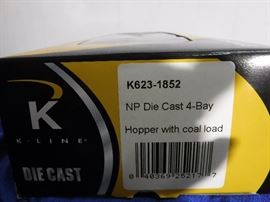 K623-1852
NP Die Cast 4-Bay
Hopper with coal load
K
K-LINE
DIE CAST